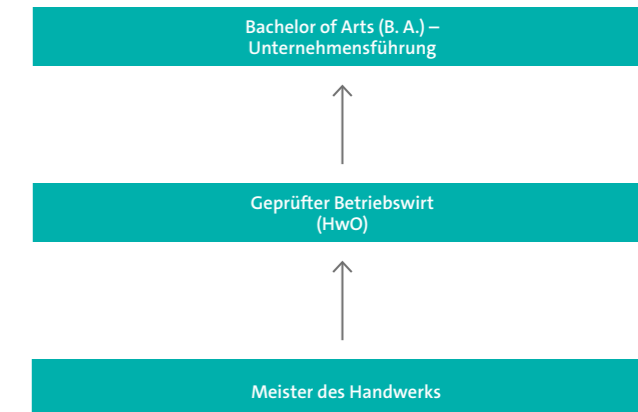 Bachelor of Arts (B. A.) –
Unternehmensführung
Geprüfter Betriebswirt
(HwO)
Meister des Handwerks